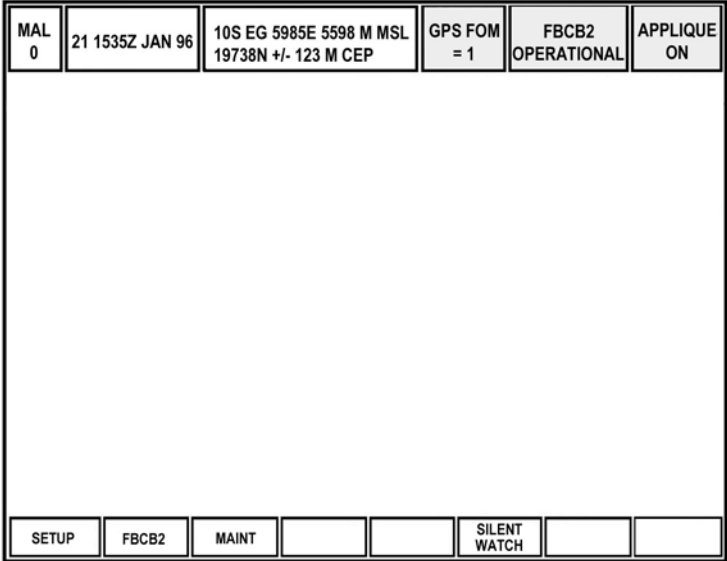 MAL
0
21 1535Z JAN 96
10S EG 5985E 5598 M MSL
19738N +/- 123 M CEP
GPS FOM
= 1
FBCB2
OPERATIONAL
APPLIQUE
ON
SETUP
FBCB2
MAINT
SILENT
WATCH